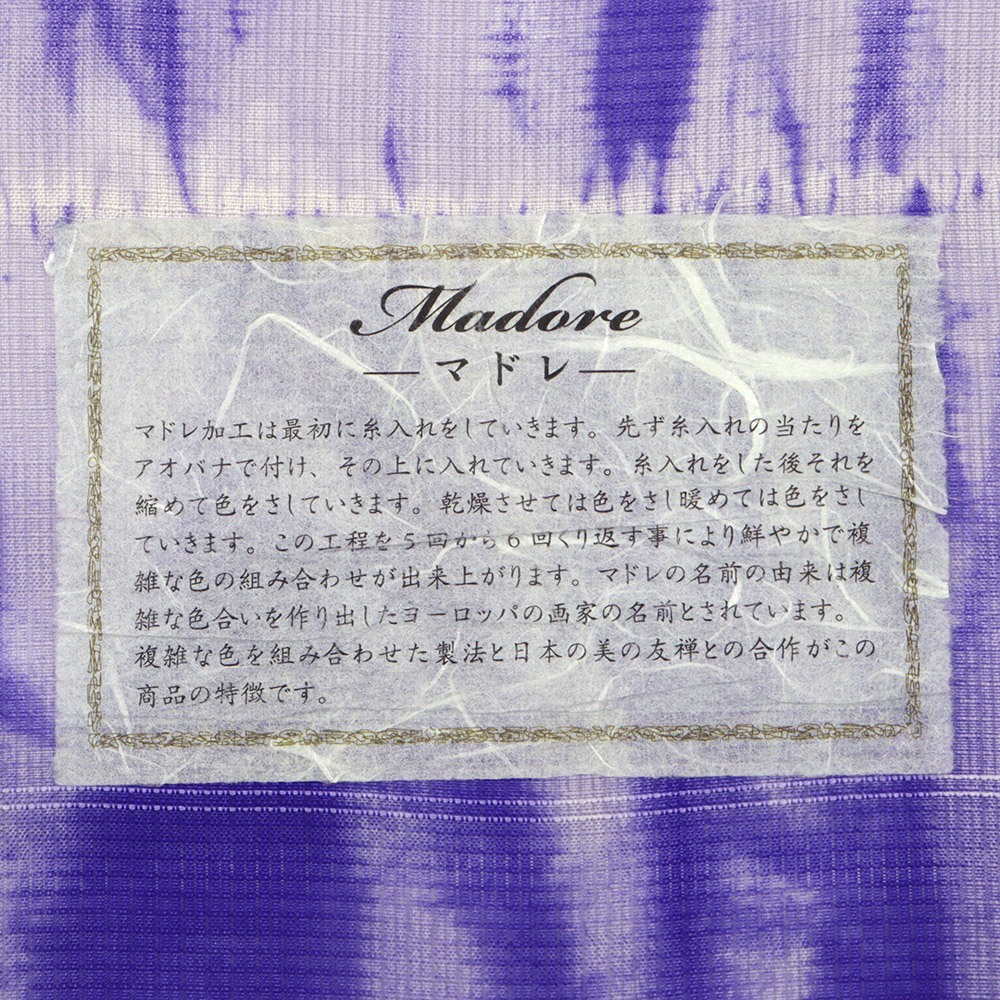 Madore
―マドレ―
マドレ加工は最初に糸入れをしていきます。先ず糸入れの当たりを
アオバナで付け、その上に入れていきます。糸入れをした後それを
縮めて色をさしていきます。乾燥させては色をさし暖めては色をさし
ていきます。この工程を5回から6回くり返す事により鮮やかで複
雑な色の組み合わせが出来上がります。マドレの名前の由来は複
雑な色合いを作り出したヨーロッパの画家の名前とされています。
複雑な色を組み合わせた製法と日本の美の友禅との合作がこの
商品の特徴です。